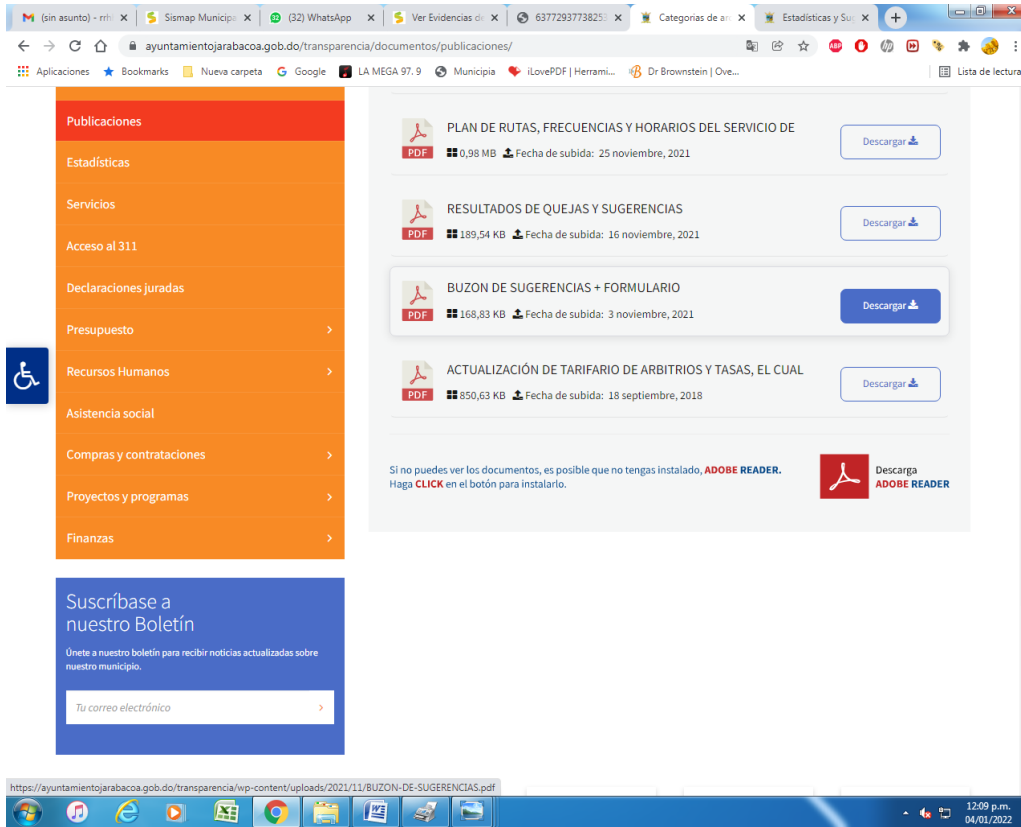 (sin asunto) - rrh
Sismap Municip
(32) WhatsApp
Ver Evidencias de
63772937738253
Categorias de arc
Estadísticas y Sug
ayuntamientojarabacoa.gob.do/transparencia/documentos/publicaciones/
Aplicaciones
Bookmarks
Nueva carpeta
Google
LA MEGA 97. 9
Municipia
iLovePDF | Herrami...
Dr Brownstein | Ove...
Lista de lectura
Publicaciones
Estadísticas
Servicios
Acceso al 311
Declaraciones juradas
Presupuesto
Recursos Humanos
Asistencia social
Compras y contrataciones
Proyectos y programas
Finanzas
PDF
PLAN DE RUTAS, FRECUENCIAS Y HORARIOS DEL SERVICIO DE
0,98 MB Fecha de subida: 25 noviembre, 2021
Descargar
PDF
RESULTADOS DE QUEJAS Y SUGERENCIAS
189,54 KB Fecha de subida: 16 noviembre, 2021
Descargar
PDF
BUZON DE SUGERENCIAS + FORMULARIO
168,83 KB Fecha de subida: 3 noviembre, 2021
Descargar
PDF
ACTUALIZACIÓN DE TARIFARIO DE ARBITRIOS Y TASAS, EL CUAL
850,63 KB Fecha de subida: 18 septiembre, 2018
Descargar
Si no puedes ver los documentos, es posible que no tengas instalado, ADOBE READER.
Haga CLICK en el botón para instalarlo.
Descarga
ADOBE READER
Suscríbase a
nuestro Boletín
Únete a nuestro boletín para recibir noticias actualizadas sobre
nuestro municipio.
Tu correo electrónico
https://ayuntamientojarabacoa.gob.do/transparencia/wp-content/uploads/2021/11/BUZON-DE-SUGERENCIAS.pdf
12:09 p.m.
04/01/2022